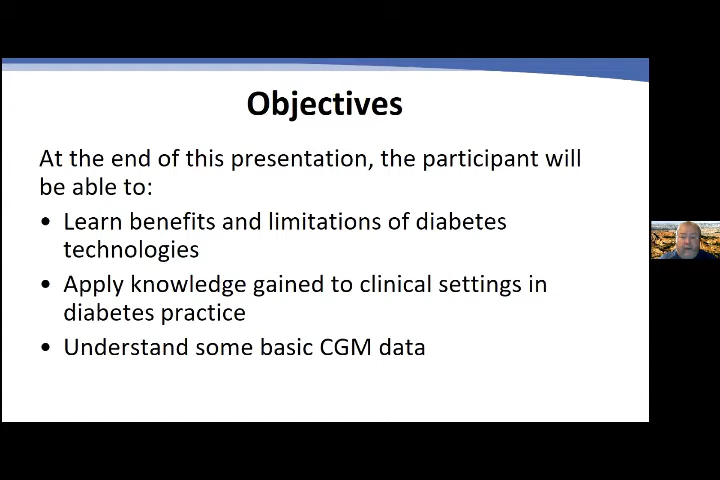 Objectives
At the end of this presentation, the participant will
be able to:
• Learn benefits and limitations of diabetes
technologies
• Apply knowledge gained to clinical settings in
diabetes practice
• Understand some basic CGM data